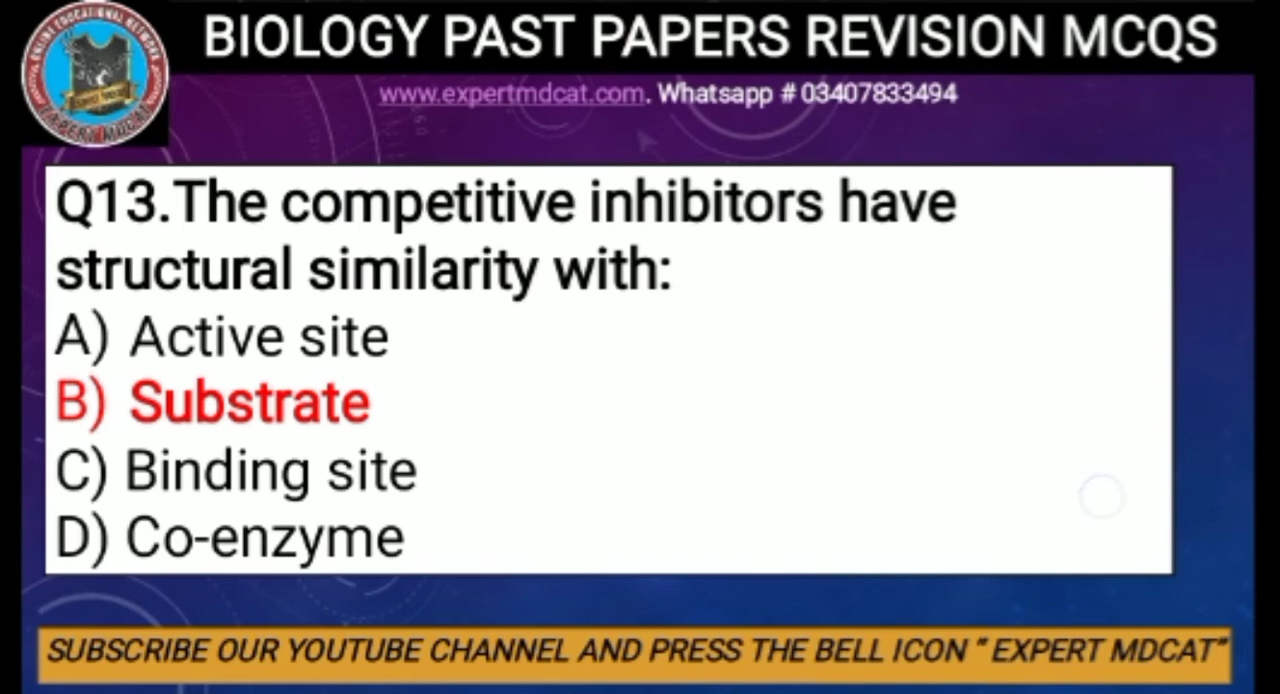 BIOLOGY PAST PAPERS REVISION MCQS
www.expertmdcat.com. Whatsapp # 03407833494
Q13.The competitive inhibitors have
structural similarity with:
A) Active site
B) Substrate
C) Binding site
D) Co-enzyme
SUBSCRIBE OUR YOUTUBE CHANNEL AND PRESS THE BELL ICON " EXPERT MDCAT"